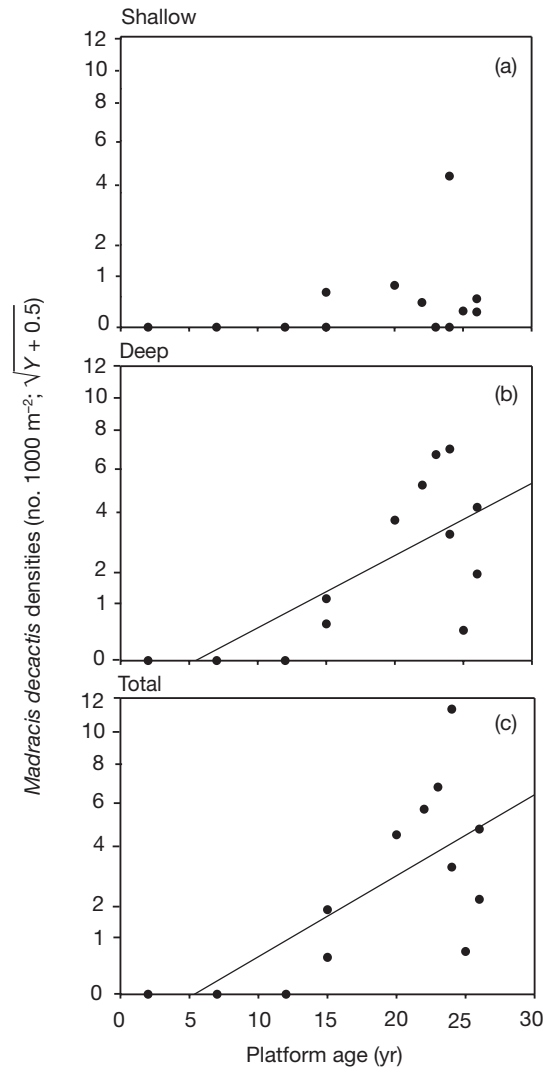 Shallow
(a)
12
10
8
6
4
2
1
0
Deep
(b)
12
10
8
6
4
2
1
0
Total
(c)
12
10
8
6
4
2
1
0
0 5 10 15 20 25 30
Platform age (yr)
Madracis decactis densities (no. 1000 m⁻²; √Y + 0.5)